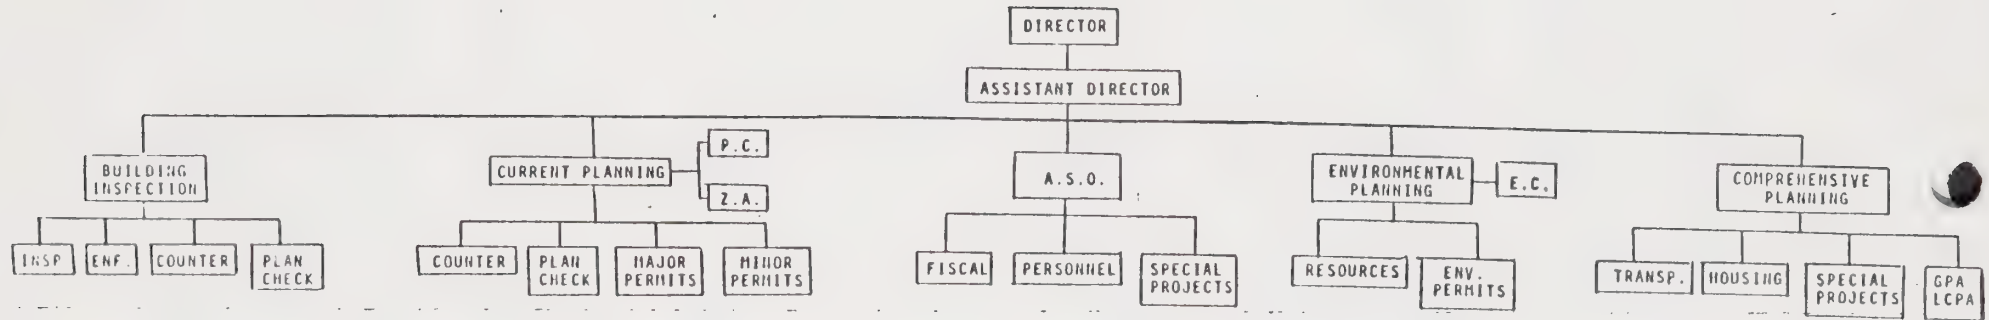 DIRECTOR
ASSISTANT DIRECTOR
BUILDING
INSPECTION
CURRENT PLANNING
P.C.
Z.A.
A.S.O.
ENVIRONMENTAL
PLANNING
E.C.
COMPREHENSIVE
PLANNING
INSP
ENF.
COUNTER
PLAN
CHECK
COUNTER
PLAN
CHECK
MAJOR
PERMITS
MINOR
PERMITS
FISCAL
PERSONNEL
SPECIAL
PROJECTS
RESOURCES
ENV.
PERMITS
TRANSP.
HOUSING
SPECIAL
PROJECTS
GPA
LCPA